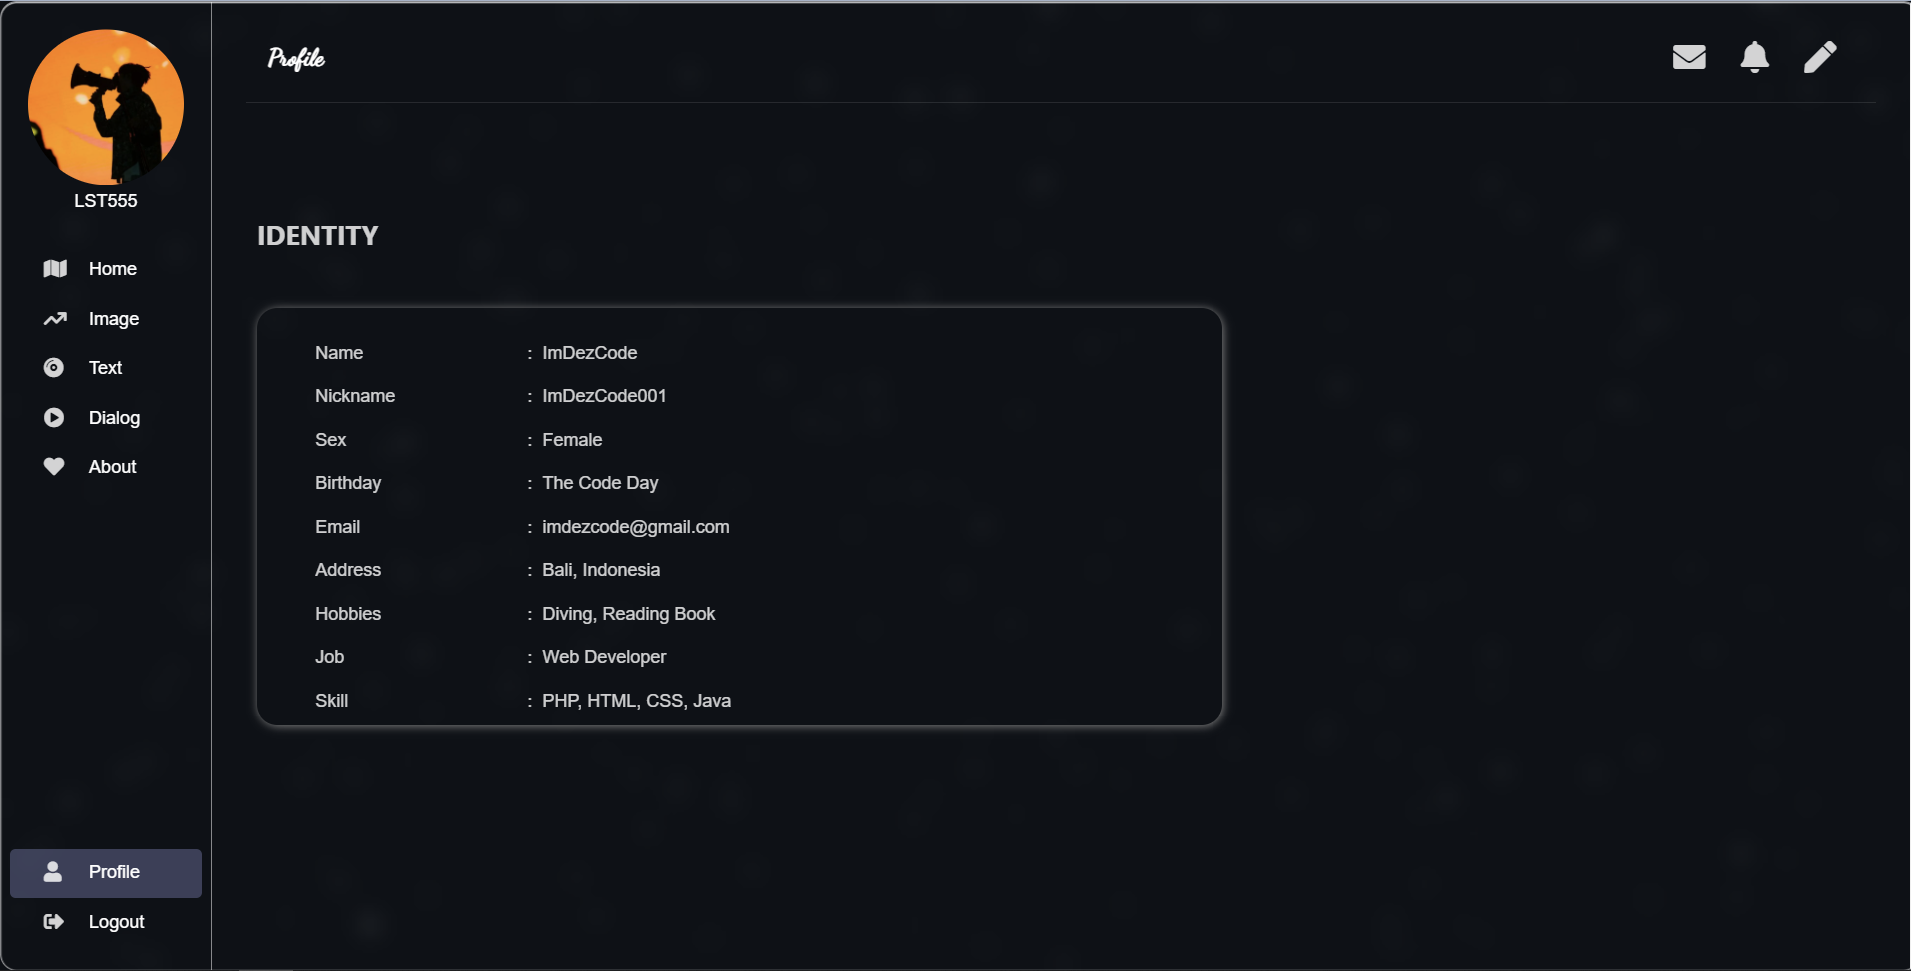 LST555
Home
Image
Text
Dialog
About
Profile
Logout
Profile
IDENTITY
Name : ImDezCode
Nickname : ImDezCode001
Sex : Female
Birthday : The Code Day
Email : imdezcode@gmail.com
Address : Bali, Indonesia
Hobbies : Diving, Reading Book
Job : Web Developer
Skill : PHP, HTML, CSS, Java